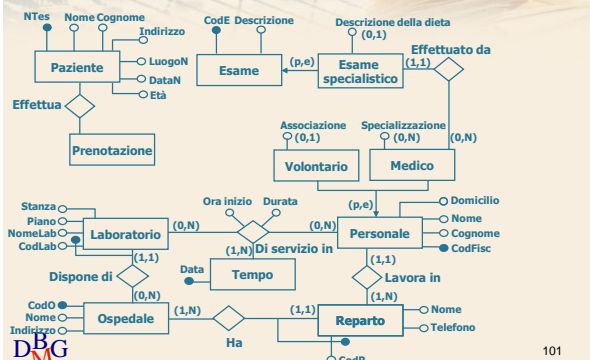 NTes
Nome Cognome
Indirizzo
LuogoN
DataN
Età
Paziente
Effettua
Prenotazione
CodE Descrizione
Esame
(p,e)
Descrizione della dieta
(0,1)
Esame
specialistico
(1,1)
Effettuato da
(0,N)
Associazione
(0,1)
Volontario
Specializzazione
(0,N)
Medico
(p,e)
Domicilio
Nome
Cognome
CodFisc
Personale
Stanza
Piano
NomeLab
CodLab
Laboratorio
(0,N)
Ora inizio
Durata
(0,N)
(1,N)
Di servizio in
Data
Tempo
(1,1)
Dispone di
(0,N)
(1,1)
Lavora in
(1,N)
CodO
Nome
Indirizzo
Ospedale
(1,N)
Ha
(1,1)
Reparto
Nome
Telefono
CodR
DBMG
101